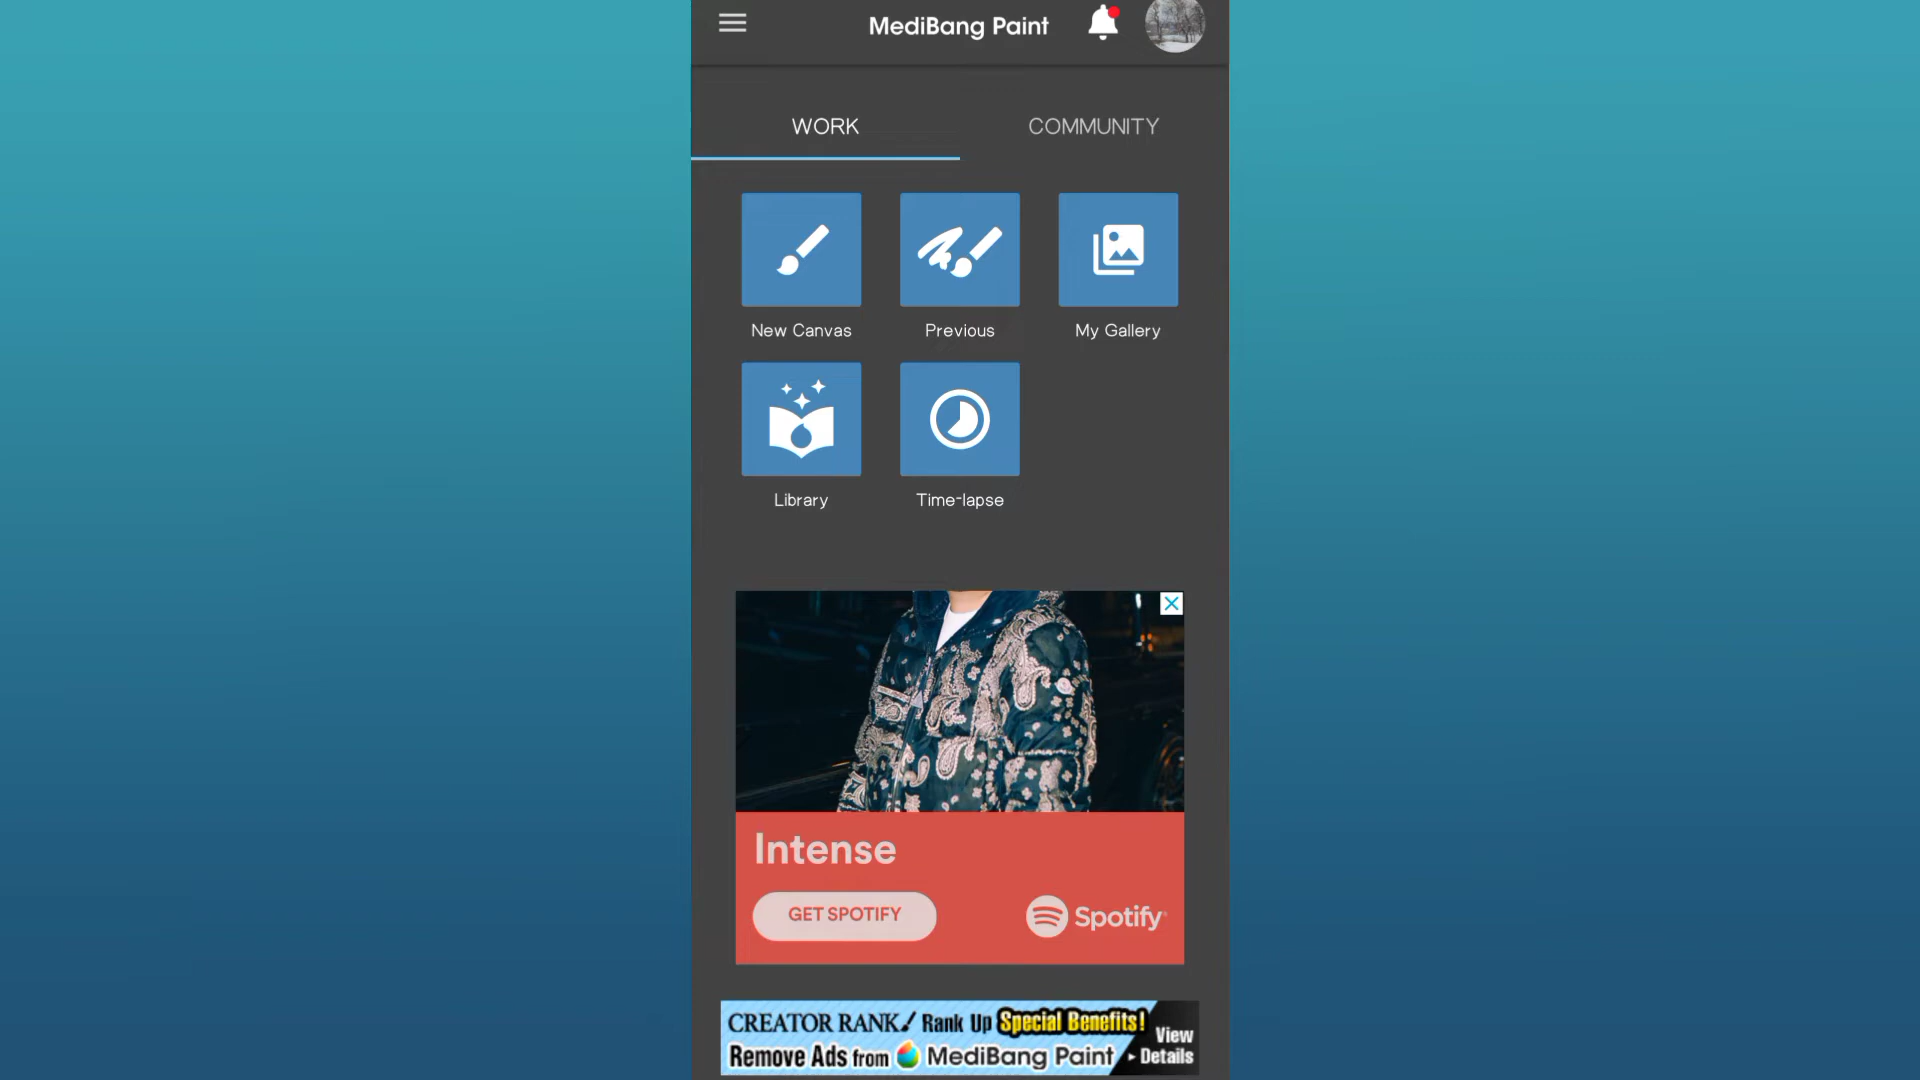 MediBang Paint
WORK
COMMUNITY
New Canvas
Previous
My Gallery
Library
Time-lapse
Intense
GET SPOTIFY
Spotify
CREATOR RANK! Rank Up Special Benefits!
Remove Ads from MediBang Paint
View
Details